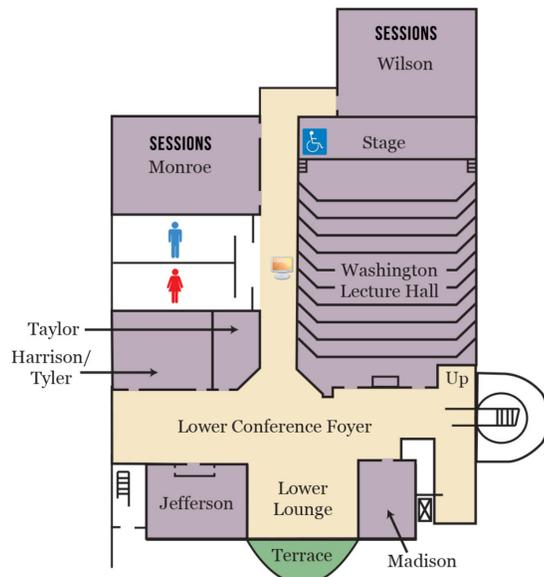 SESSIONS
Wilson
Stage
SESSIONS
Monroe
Washington
Lecture Hall
Taylor
Harrison/
Tyler
Up
Lower Conference Foyer
Jefferson
Lower
Lounge
Terrace
Madison